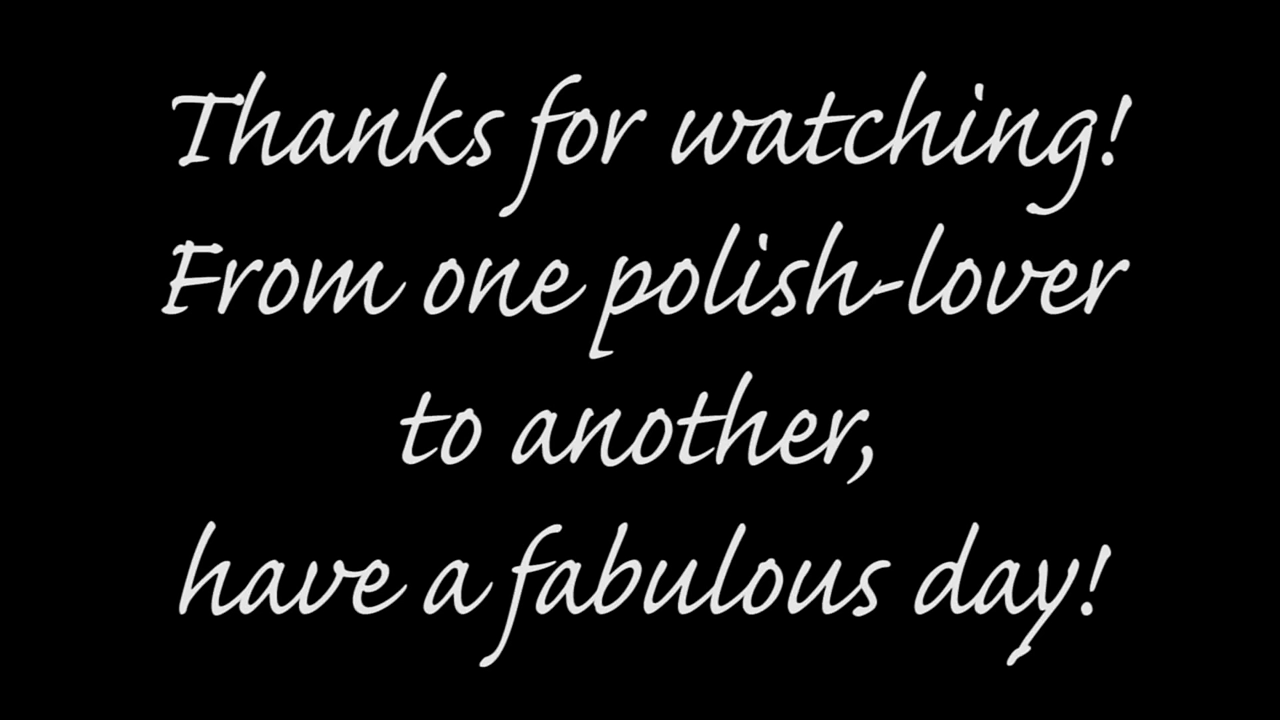 Thanks for watching!
From one polish-lover
to another,
have a fabulous day!